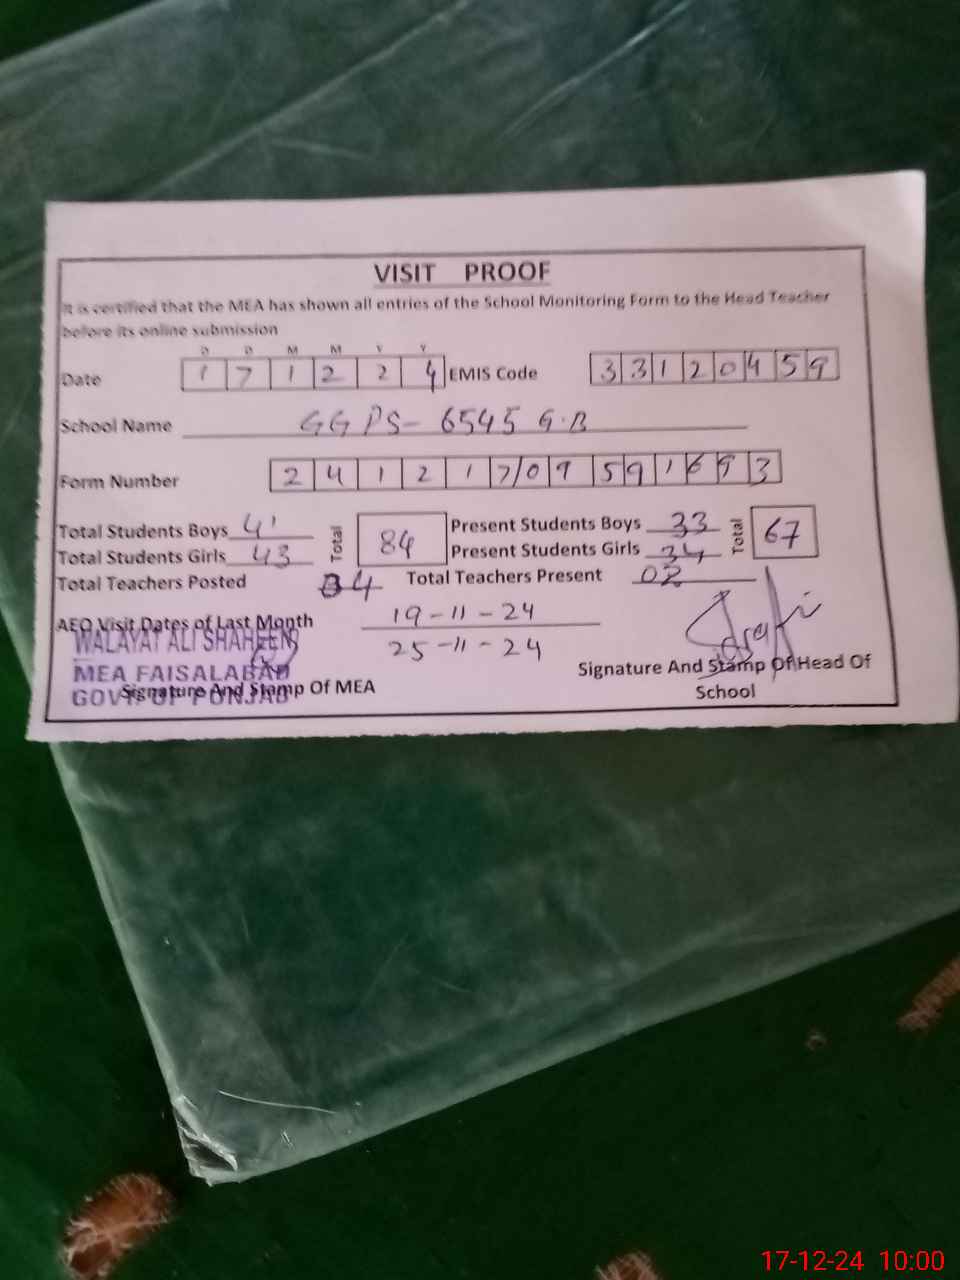 VISIT PROOF
It is certified that the MEA has shown all entries of the School Monitoring Form to the Head Teacher
before its online submission
D D M M Y Y
Date 1 7 1 2 2 4 EMIS Code 3 3 1 2 0 4 5 9
School Name GGPS- 6545 G.B
Form Number 2 4 1 2 1 7 0 9 5 9 1 6 9 3
Total Students Boys 41 Total 84 Present Students Boys 33 Total 67
Total Students Girls 43 Present Students Girls 34
Total Teachers Posted 04 Total Teachers Present 02
AEO Visit Dates of Last Month 19-11-24
25-11-24
WALAYAT ALI SHAHEEN
MEA FAISALABAD
GOVT. OF PUNJAB
Signature And Stamp Of MEA
Signature And Stamp Of Head Of
School
17-12-24 10:00